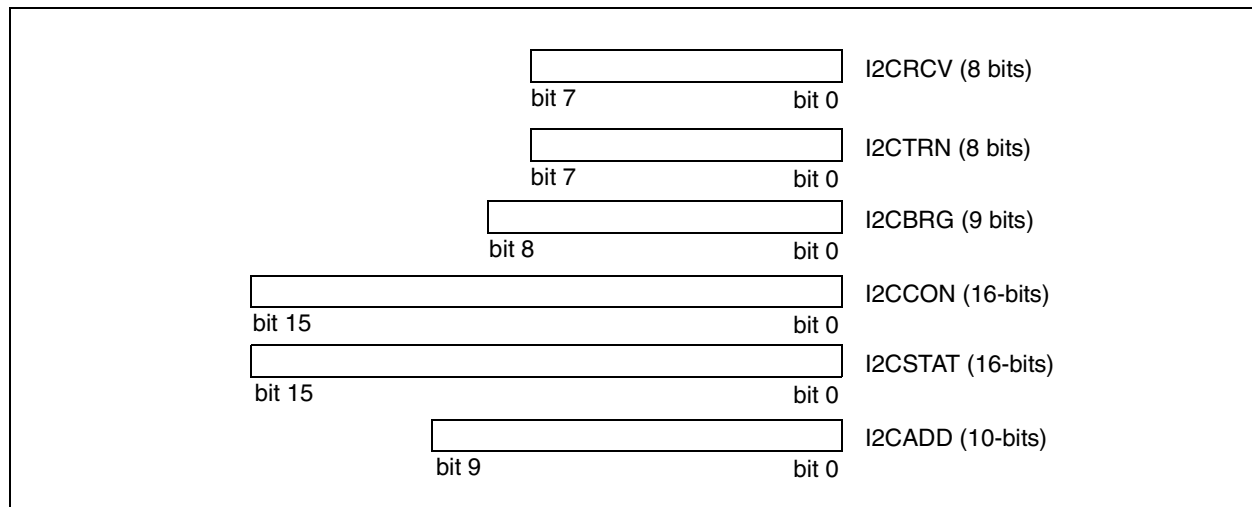 I2CRCV (8 bits)
bit 7 bit 0
I2CTRN (8 bits)
bit 7 bit 0
I2CBRG (9 bits)
bit 8 bit 0
I2CCON (16-bits)
bit 15 bit 0
I2CSTAT (16-bits)
bit 15 bit 0
I2CADD (10-bits)
bit 9 bit 0